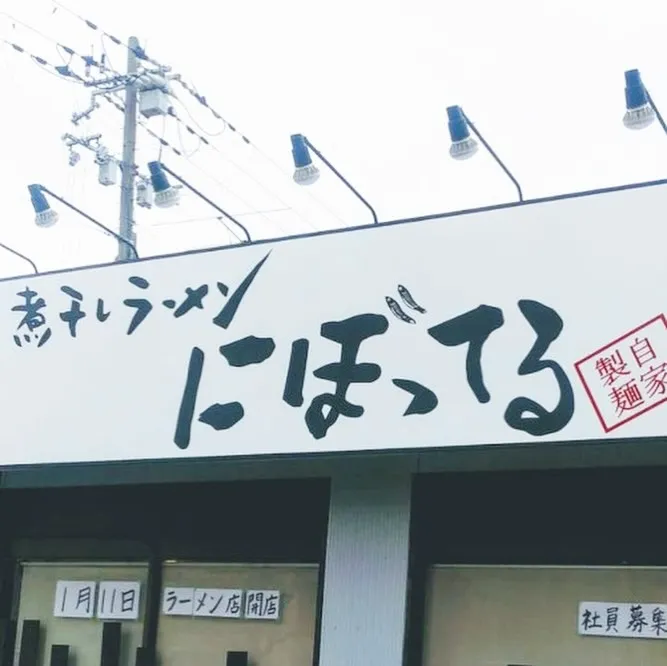 煮干しラーメン
にぼってる
自家
製麺
1月11日
ラーメン店開店
社員募集